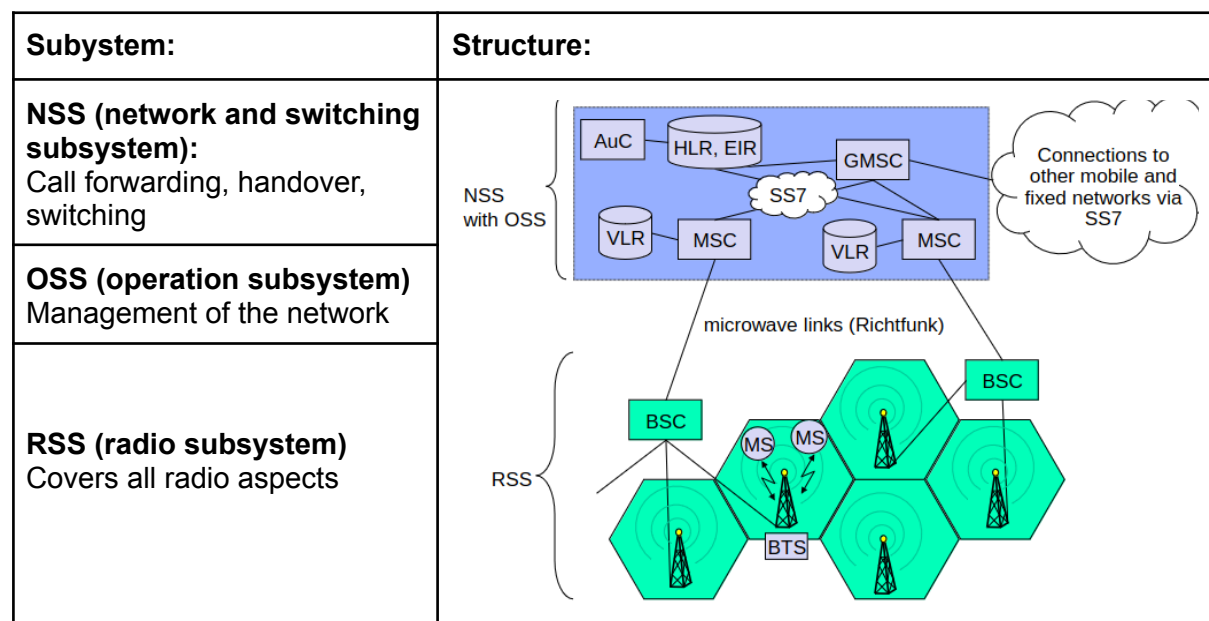 Subystem:
Structure:
NSS (network and switching
subsystem):
Call forwarding, handover,
switching
OSS (operation subsystem)
Management of the network
RSS (radio subsystem)
Covers all radio aspects
NSS
with OSS
AuC
HLR, EIR
GMSC
SS7
VLR
MSC
VLR
MSC
Connections to
other mobile and
fixed networks via
SS7
microwave links (Richtfunk)
RSS
BSC
BSC
MS
MS
BTS